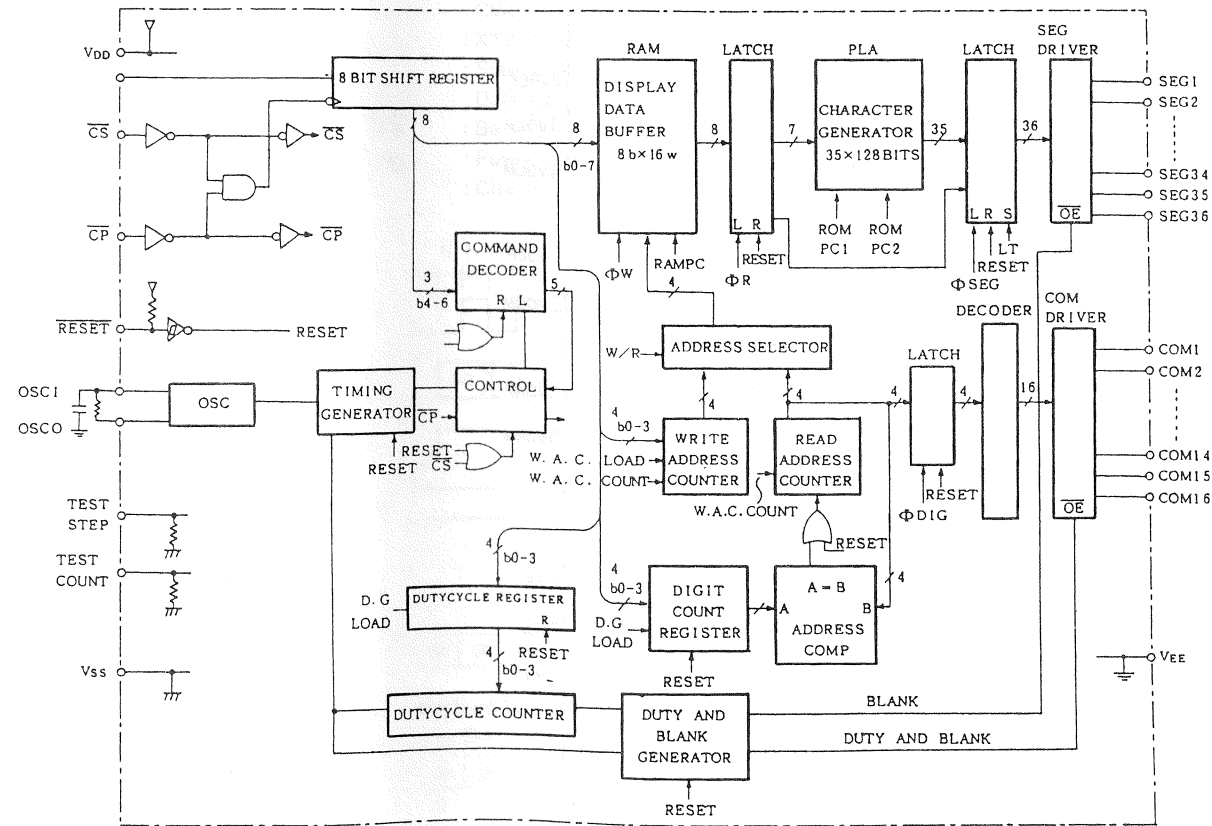 VDD
8 BIT SHIFT REGISTER
CS
CS
CP
CP
RESET
RESET
OSC1
OSCO
OSC
TIMING
GENERATOR
RESET
TEST
STEP
TEST
COUNT
VSS
8
8
b0-7
3
b4-6
COMMAND
DECODER
R L
5
CONTROL
CP
RESET
CS
RAM
DISPLAY
DATA
BUFFER
8b×16w
ΦW
RAMPC
4
8
LATCH
L R
ΦR
RESET
7
PLA
CHARACTER
GENERATOR
35×128BITS
ROM
PC1
ROM
PC2
35
LATCH
L R S
LT
RESET
ΦSEG
36
SEG
DRIVER
OE
SEG1
SEG2
SEG34
SEG35
SEG36
W/R
ADDRESS SELECTOR
4
4
4
b0-3
W. A. C. LOAD
W. A. C. COUNT
WRITE
ADDRESS
COUNTER
READ
ADDRESS
COUNTER
W.A.C. COUNT
RESET
4
LATCH
ΦDIG
RESET
4
DECODER
16
COM
DRIVER
OE
COM1
COM2
COM14
COM15
COM16
4
b0-3
D.G
LOAD
DUTYCYCLE REGISTER
R
RESET
4
b0-3
DUTYCYCLE COUNTER
4
b0-3
D.G
LOAD
DIGIT
COUNT
REGISTER
RESET
A = B
A B
ADDRESS
COMP
4
DUTY AND
BLANK
GENERATOR
RESET
BLANK
DUTY AND BLANK
VEE